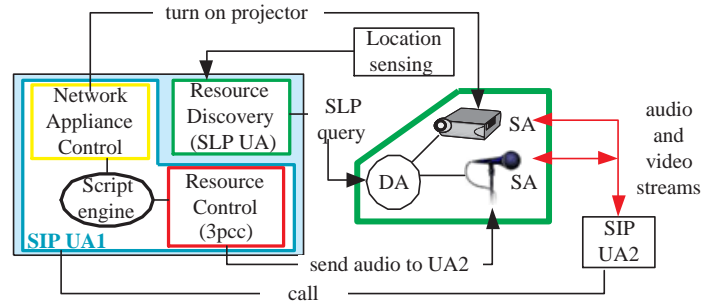 turn on projector
Location
sensing
Network
Appliance
Control
Resource
Discovery
(SLP UA)
SLP
query
SA
DA
SA
audio
and
video
streams
Script
engine
Resource
Control
(3pcc)
SIP UA1
SIP
UA2
send audio to UA2
call